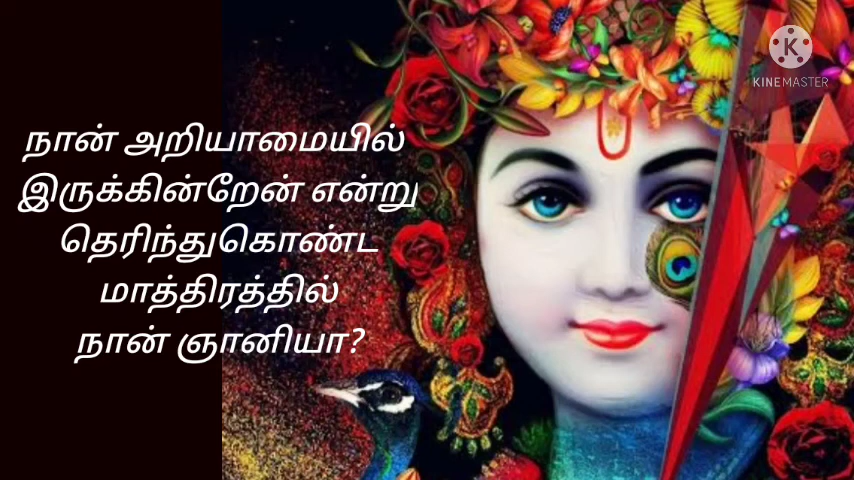 நான் அறியாமையில்
இருக்கின்றேன் என்று
தெரிந்துகொண்ட
மாத்திரத்தில்
நான் ஞானியா?
K
KINEMASTER